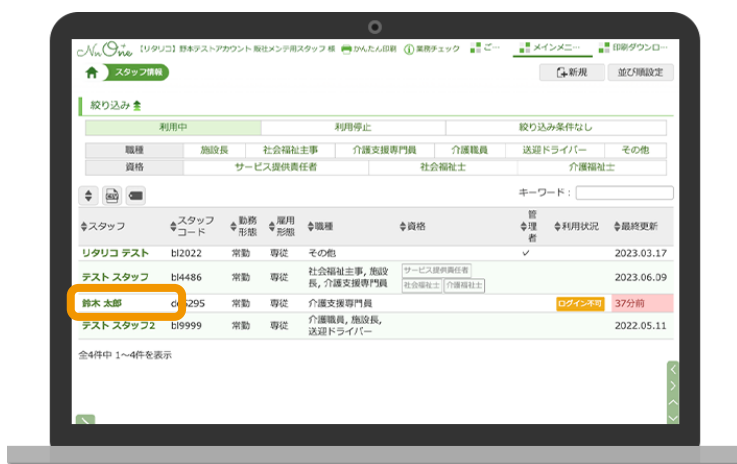 NuOne 【リタリコ】野本テストアカウント 販社メンテ用スタッフ 様 かんたん印刷 業務チェック ご… メインメニ… 印刷ダウンロ…
スタッフ情報 新規 並び順設定
絞り込み
利用中 利用停止 絞り込み条件なし
職種 施設長 社会福祉主事 介護支援専門員 介護職員 送迎ドライバー その他
資格 サービス提供責任者 社会福祉士 介護福祉士
キーワード:
スタッフ スタッフコード 勤務形態 雇用形態 職種 資格 管理者 利用状況 最終更新
リタリコ テスト bl2022 常勤 専従 その他 ✓ 2023.03.17
テスト スタッフ bl4486 常勤 専従 社会福祉主事, 施設長, 介護支援専門員 サービス提供責任者 社会福祉士 介護福祉士 2023.06.09
鈴木 太郎 5295 常勤 専従 介護支援専門員 ログイン不可 37分前
テスト スタッフ2 bl9999 常勤 専従 介護職員, 施設長, 送迎ドライバー 2022.05.11
全4件中 1～4件を表示